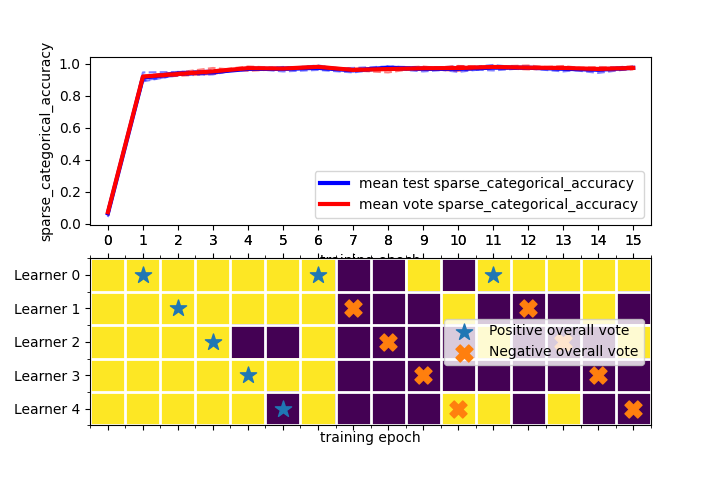 sparse_categorical_accuracy
1.0
0.8
0.6
0.4
0.2
0.0
mean test sparse_categorical_accuracy
mean vote sparse_categorical_accuracy
0 1 2 3 4 5 6 7 8 9 10 11 12 13 14 15
training epoch
Learner 0
Learner 1
Learner 2
Learner 3
Learner 4
Positive overall vote
Negative overall vote
training epoch